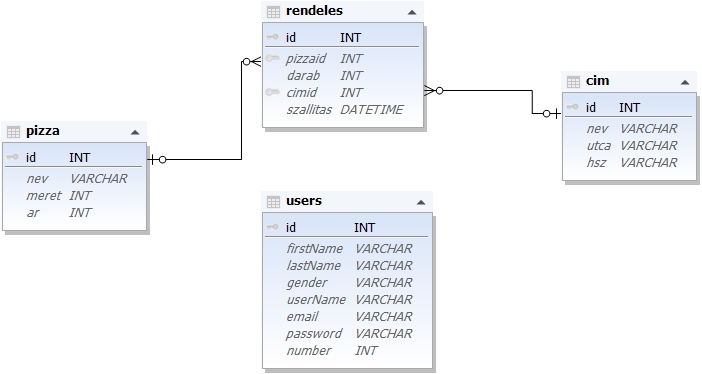 rendeles
id INT
pizzaid INT
darab INT
cimid INT
szallitas DATETIME
cim
id INT
nev VARCHAR
utca VARCHAR
hsz VARCHAR
pizza
id INT
nev VARCHAR
meret INT
ar INT
users
id INT
firstName VARCHAR
lastName VARCHAR
gender VARCHAR
userName VARCHAR
email VARCHAR
password VARCHAR
number INT